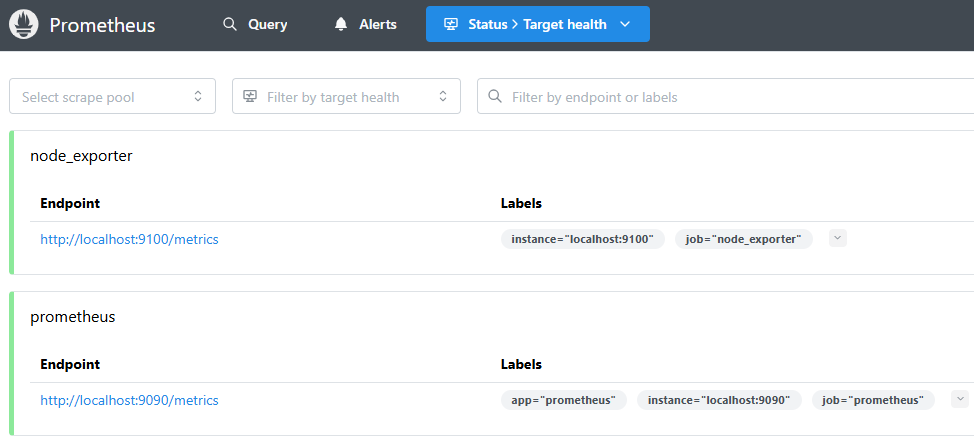 Prometheus Query Alerts Status > Target health
Select scrape pool Filter by target health Filter by endpoint or labels
node_exporter
Endpoint Labels
http://localhost:9100/metrics instance="localhost:9100" job="node_exporter"
prometheus
Endpoint Labels
http://localhost:9090/metrics app="prometheus" instance="localhost:9090" job="prometheus"